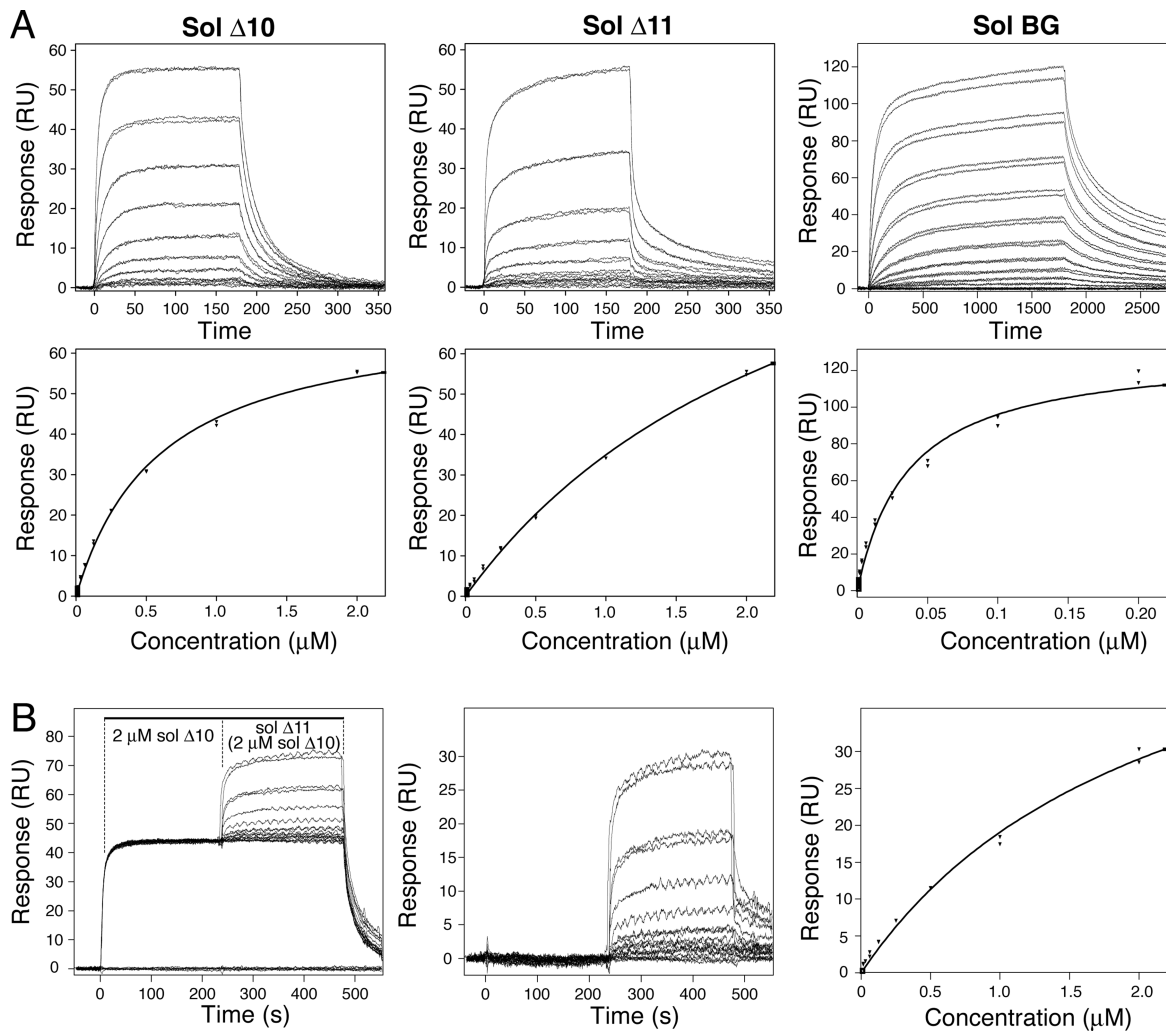 A
Sol Δ10
Sol Δ11
Sol BG
Response (RU)
60
50
40
30
20
10
0
0 50 100 150 200 250 300 350
Time
Response (RU)
60
50
40
30
20
10
0
0 50 100 150 200 250 300 350
Time
Response (RU)
120
100
80
60
40
20
0
0 500 1000 1500 2000 2500
Time
Response (RU)
60
50
40
30
20
10
0
0 0.5 1.0 1.5 2.0
Concentration (μM)
Response (RU)
60
50
40
30
20
10
0
0 0.5 1.0 1.5 2.0
Concentration (μM)
Response (RU)
120
100
80
60
40
20
0
0 0.05 0.1 0.15 0.20
Concentration (μM)
B
Response (RU)
80
70
60
50
40
30
20
10
0
2 μM sol Δ10
sol Δ11
(2 μM sol Δ10)
0 100 200 300 400 500
Time (s)
Response (RU)
30
25
20
15
10
5
0
0 100 200 300 400 500
Time (s)
Response (RU)
30
25
20
15
10
5
0
0 0.5 1.0 1.5 2.0
Concentration (μM)